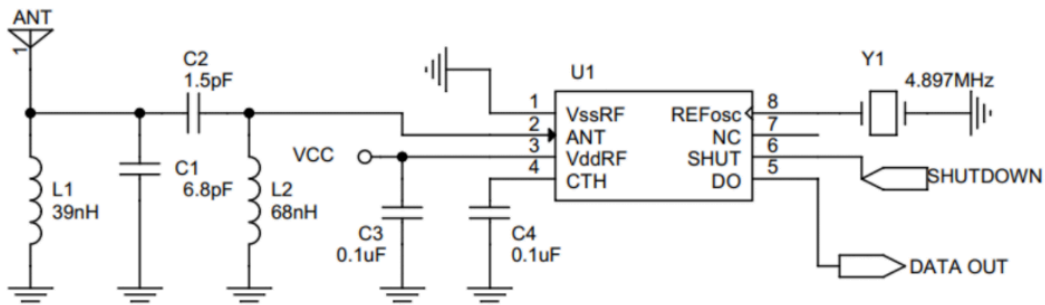 ANT
1
C2
1.5pF
C1
6.8pF
L1
39nH
L2
68nH
VCC
C3
0.1uF
C4
0.1uF
U1
1 VssRF
2 ANT
3 VddRF
4 CTH
REFosc 8
NC 7
SHUT 6
DO 5
Y1
4.897MHz
SHUTDOWN
DATA OUT